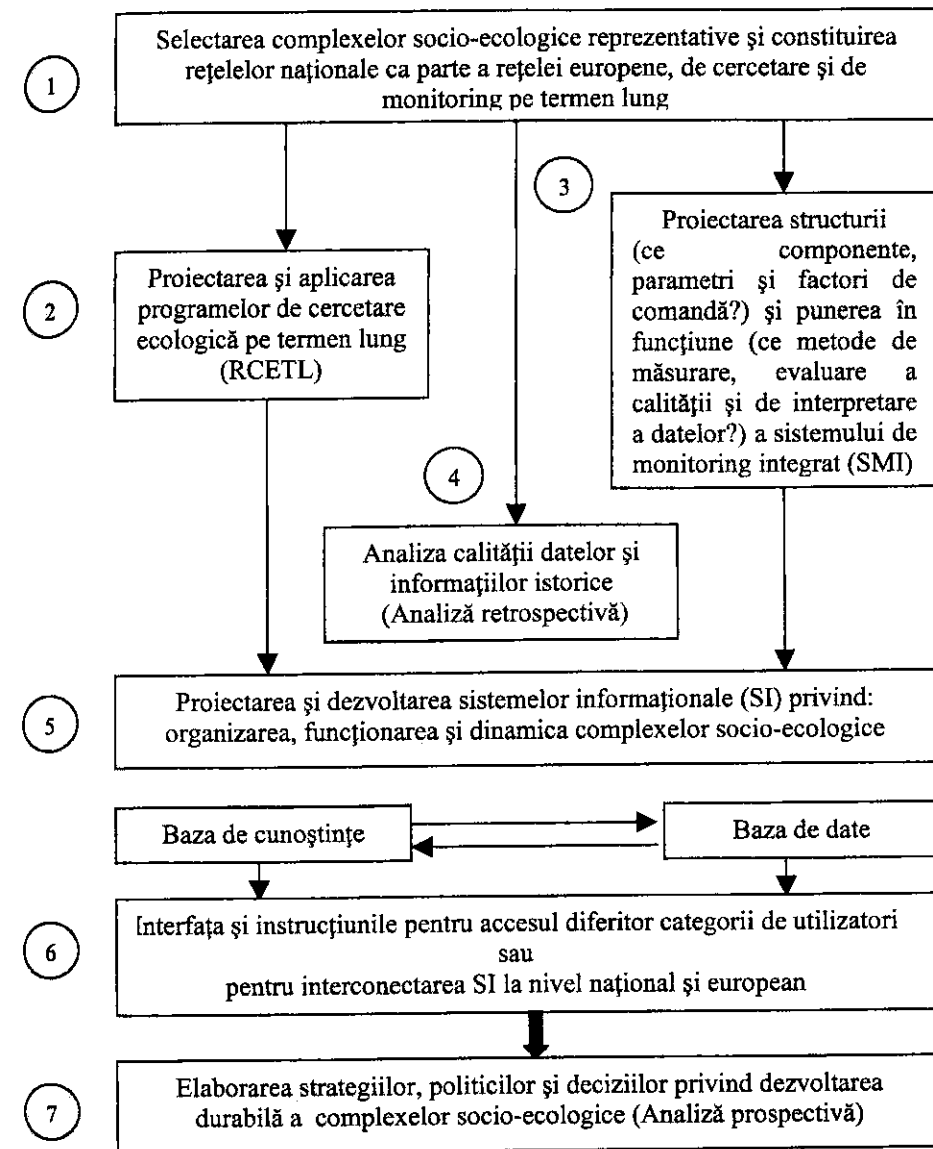 1
Selectarea complexelor socio-ecologice reprezentative şi constituirea
reţelelor naţionale ca parte a reţelei europene, de cercetare şi de
monitoring pe termen lung
2
Proiectarea şi aplicarea
programelor de cercetare
ecologică pe termen lung
(RCETL)
3
Proiectarea structurii
(ce componente,
parametri şi factori de
comandă?) şi punerea în
funcţiune (ce metode de
măsurare, evaluare a
calităţii şi de interpretare
a datelor?) a sistemului de
monitoring integrat (SMI)
4
Analiza calităţii datelor şi
informaţiilor istorice
(Analiză retrospectivă)
5
Proiectarea şi dezvoltarea sistemelor informaţionale (SI) privind:
organizarea, funcţionarea şi dinamica complexelor socio-ecologice
Baza de cunoştinţe
Baza de date
6
Interfaţa şi instrucţiunile pentru accesul diferitor categorii de utilizatori
sau
pentru interconectarea SI la nivel naţional şi european
7
Elaborarea strategiilor, politicilor şi deciziilor privind dezvoltarea
durabilă a complexelor socio-ecologice (Analiză prospectivă)